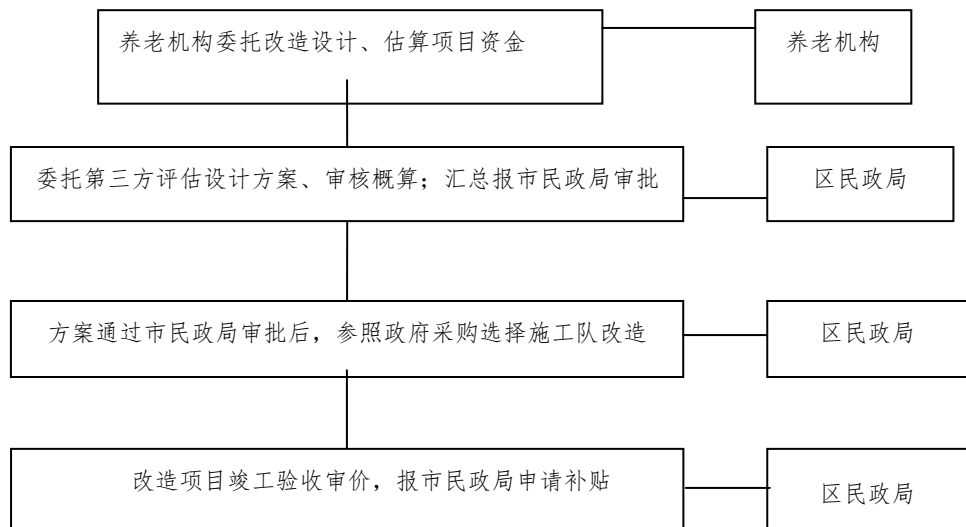 养老机构委托改造设计、估算项目资金
养老机构
委托第三方评估设计方案、审核概算；汇总报市民政局审批
区民政局
方案通过市民政局审批后，参照政府采购选择施工队改造
区民政局
改造项目竣工验收审价，报市民政局申请补贴
区民政局